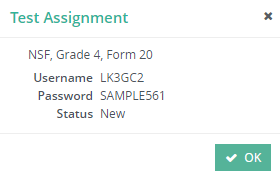 Test Assignment
NSF, Grade 4, Form 20
Username LK3GC2
Password SAMPLE561
Status New
OK